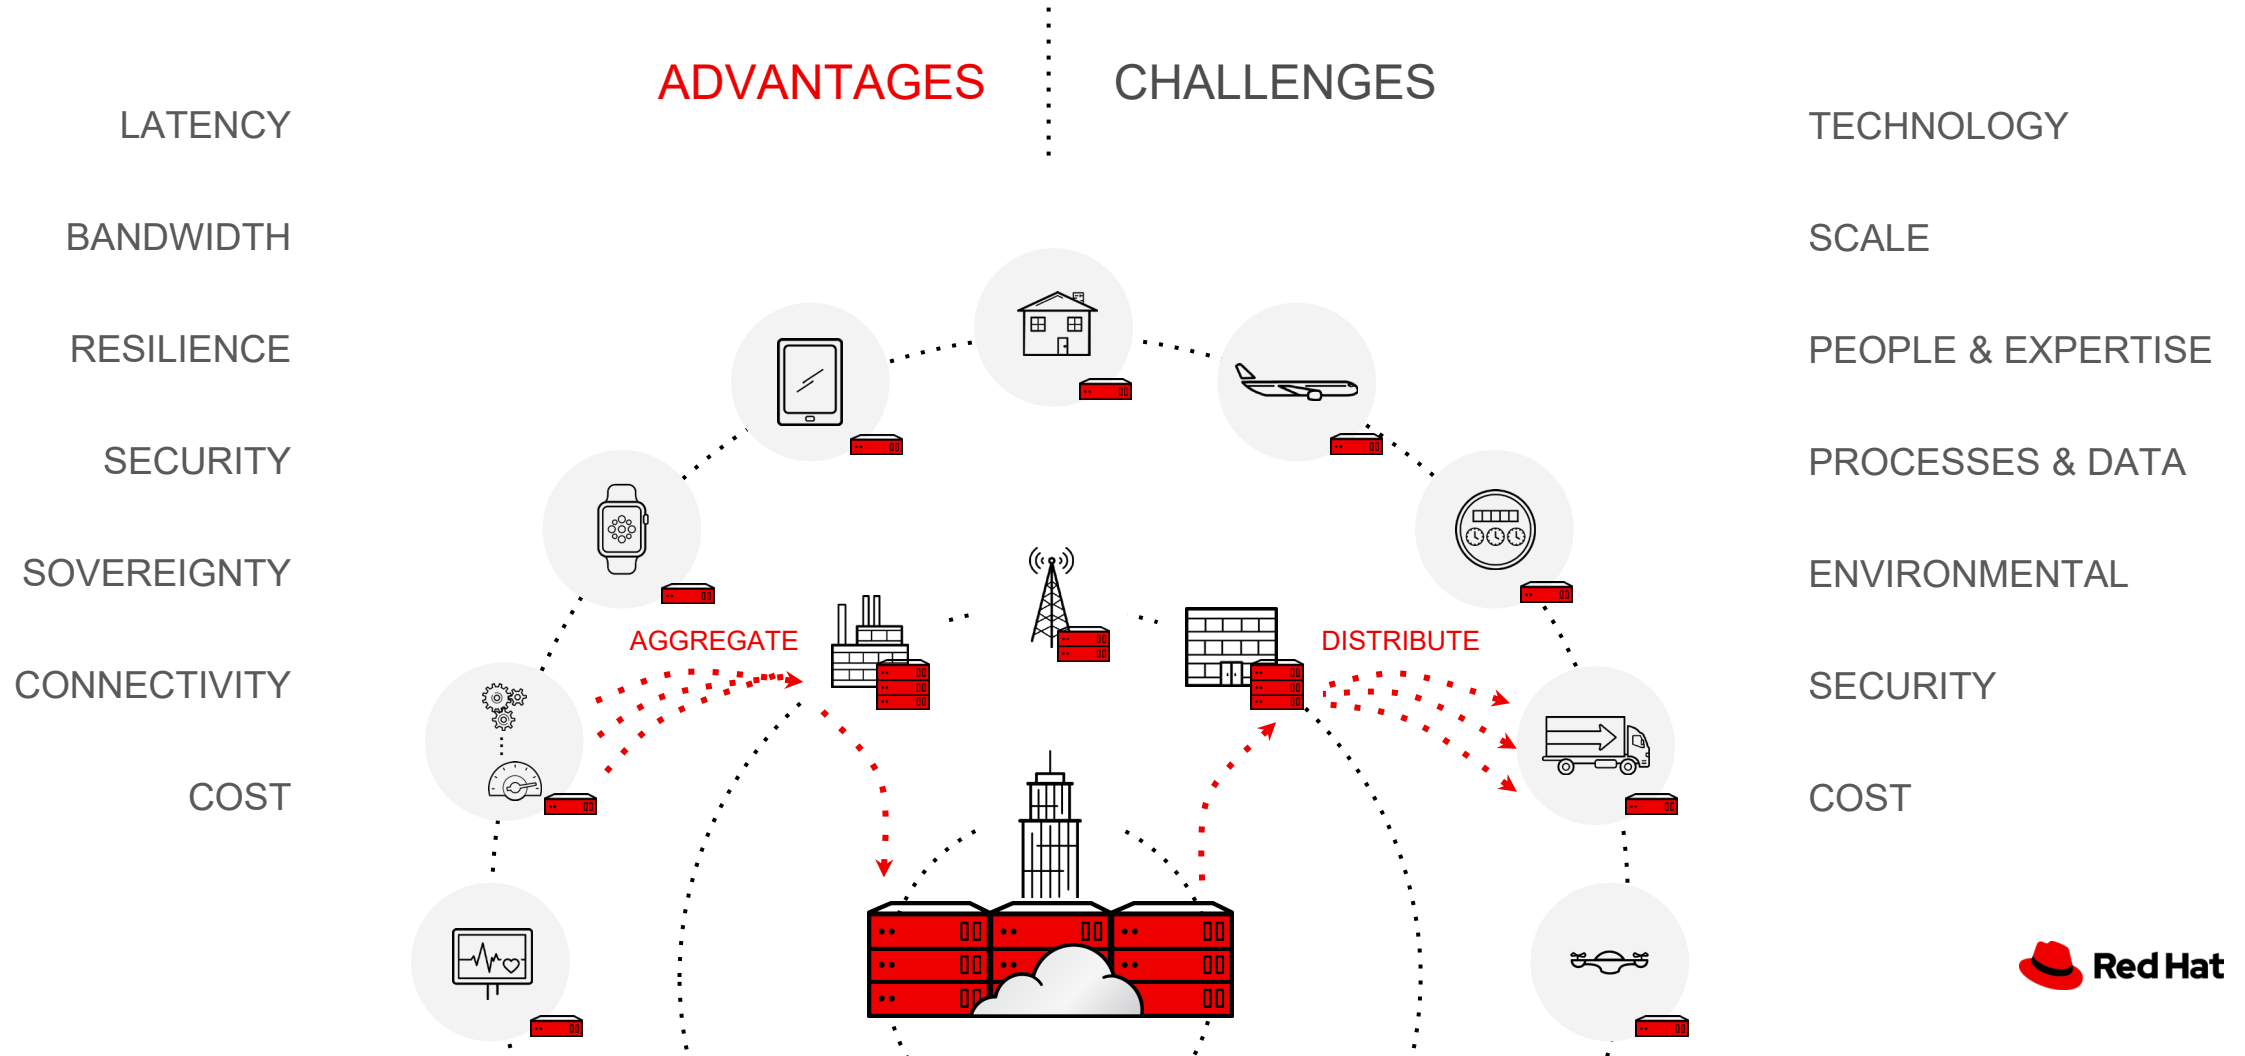 ADVANTAGES
CHALLENGES
LATENCY
BANDWIDTH
RESILIENCE
SECURITY
SOVEREIGNTY
CONNECTIVITY
COST
AGGREGATE
DISTRIBUTE
TECHNOLOGY
SCALE
PEOPLE & EXPERTISE
PROCESSES & DATA
ENVIRONMENTAL
SECURITY
COST
Red Hat